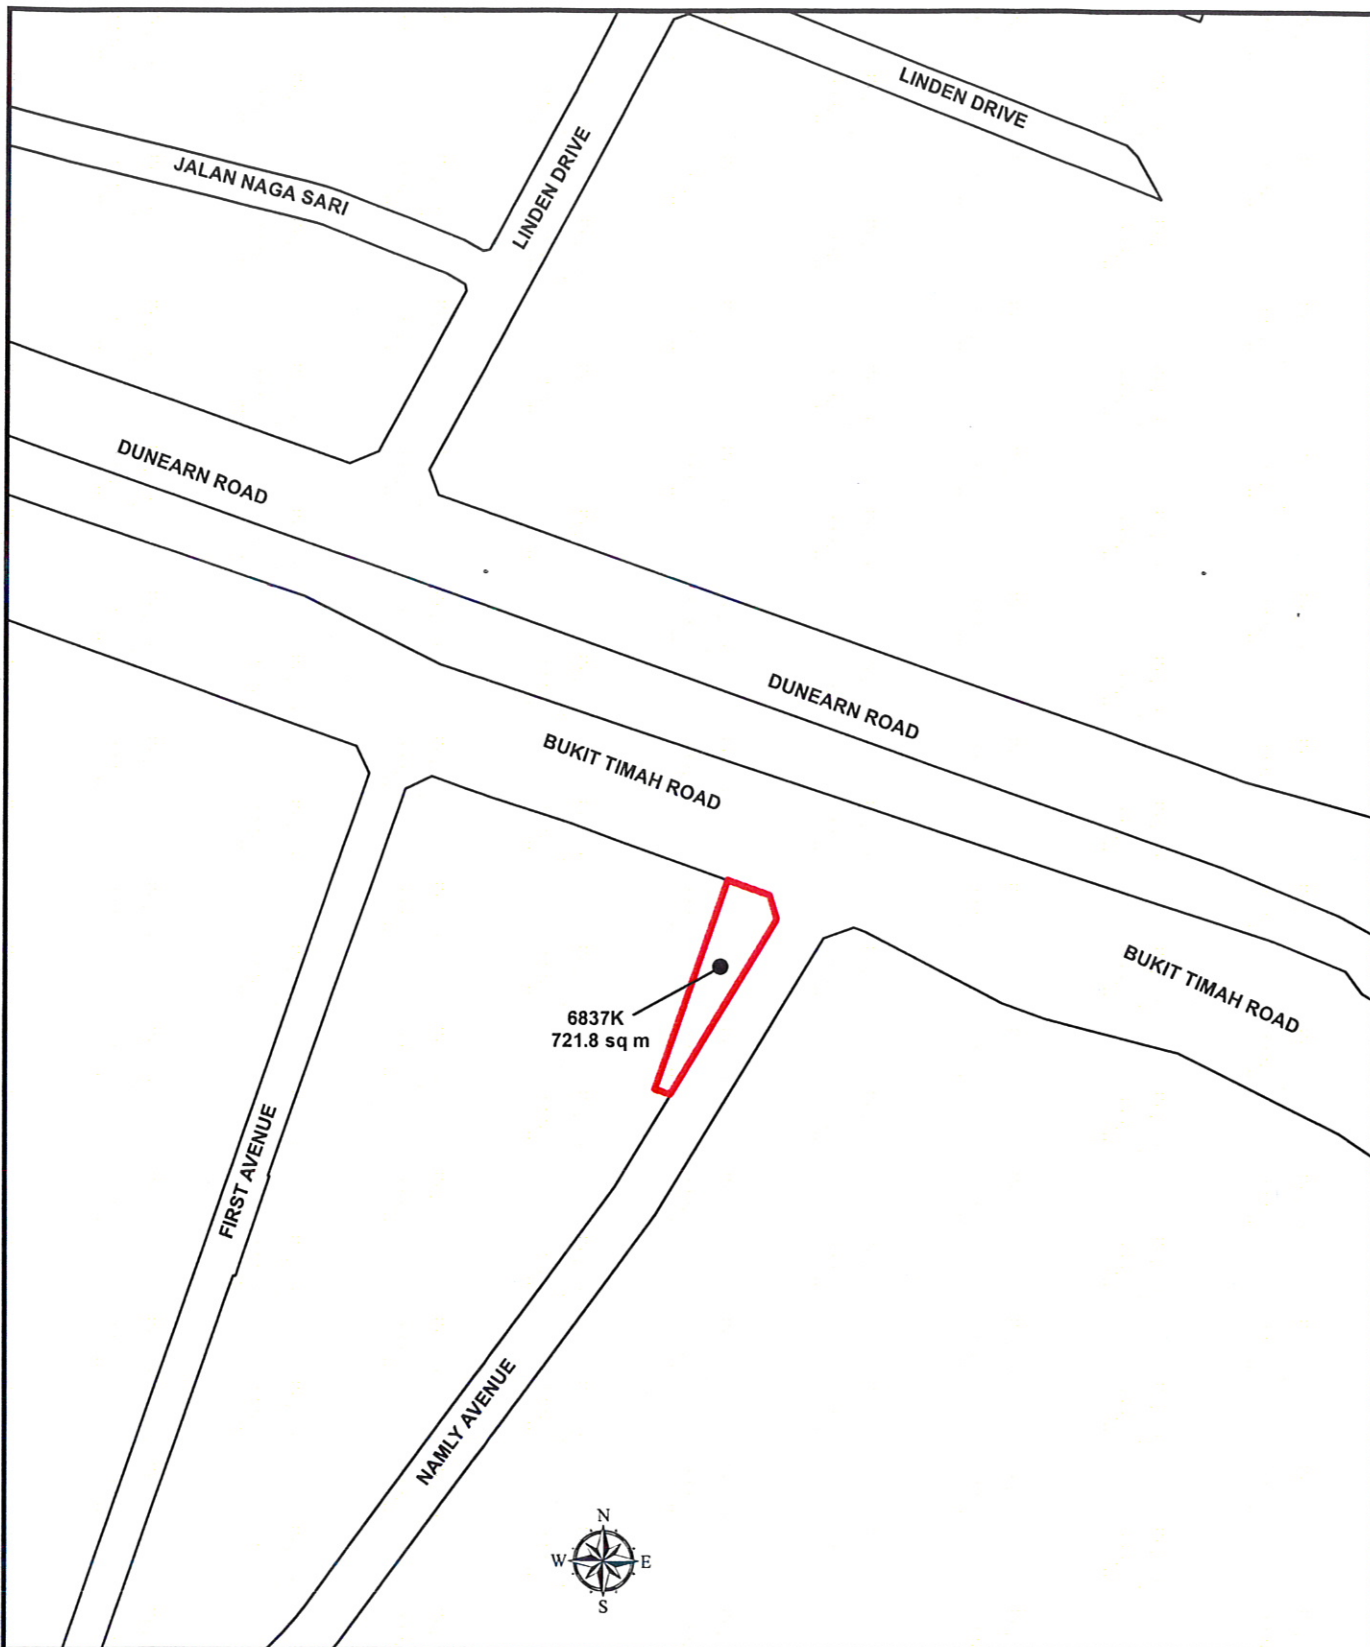 LINDEN DRIVE
JALAN NAGA SARI
LINDEN DRIVE
DUNEARN ROAD
DUNEARN ROAD
BUKIT TIMAH ROAD
BUKIT TIMAH ROAD
6837K
721.8 sq m
FIRST AVENUE
NAMLY AVENUE
N
W E
S